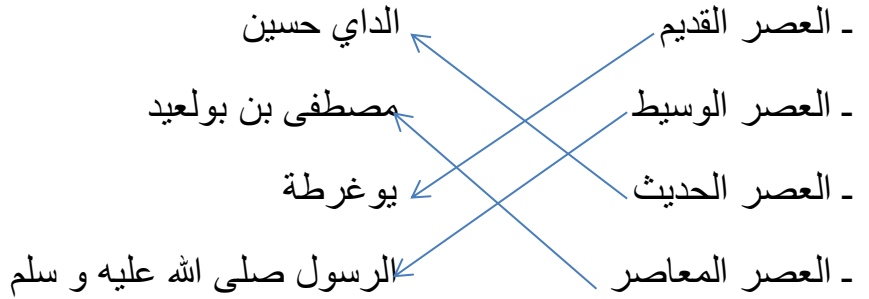 ـ العصر القديم الداي حسين
ـ العصر الوسيط مصطفى بن بولعيد
ـ العصر الحديث يوغرطة
ـ العصر المعاصر الرسول صلى الله عليه و سلم